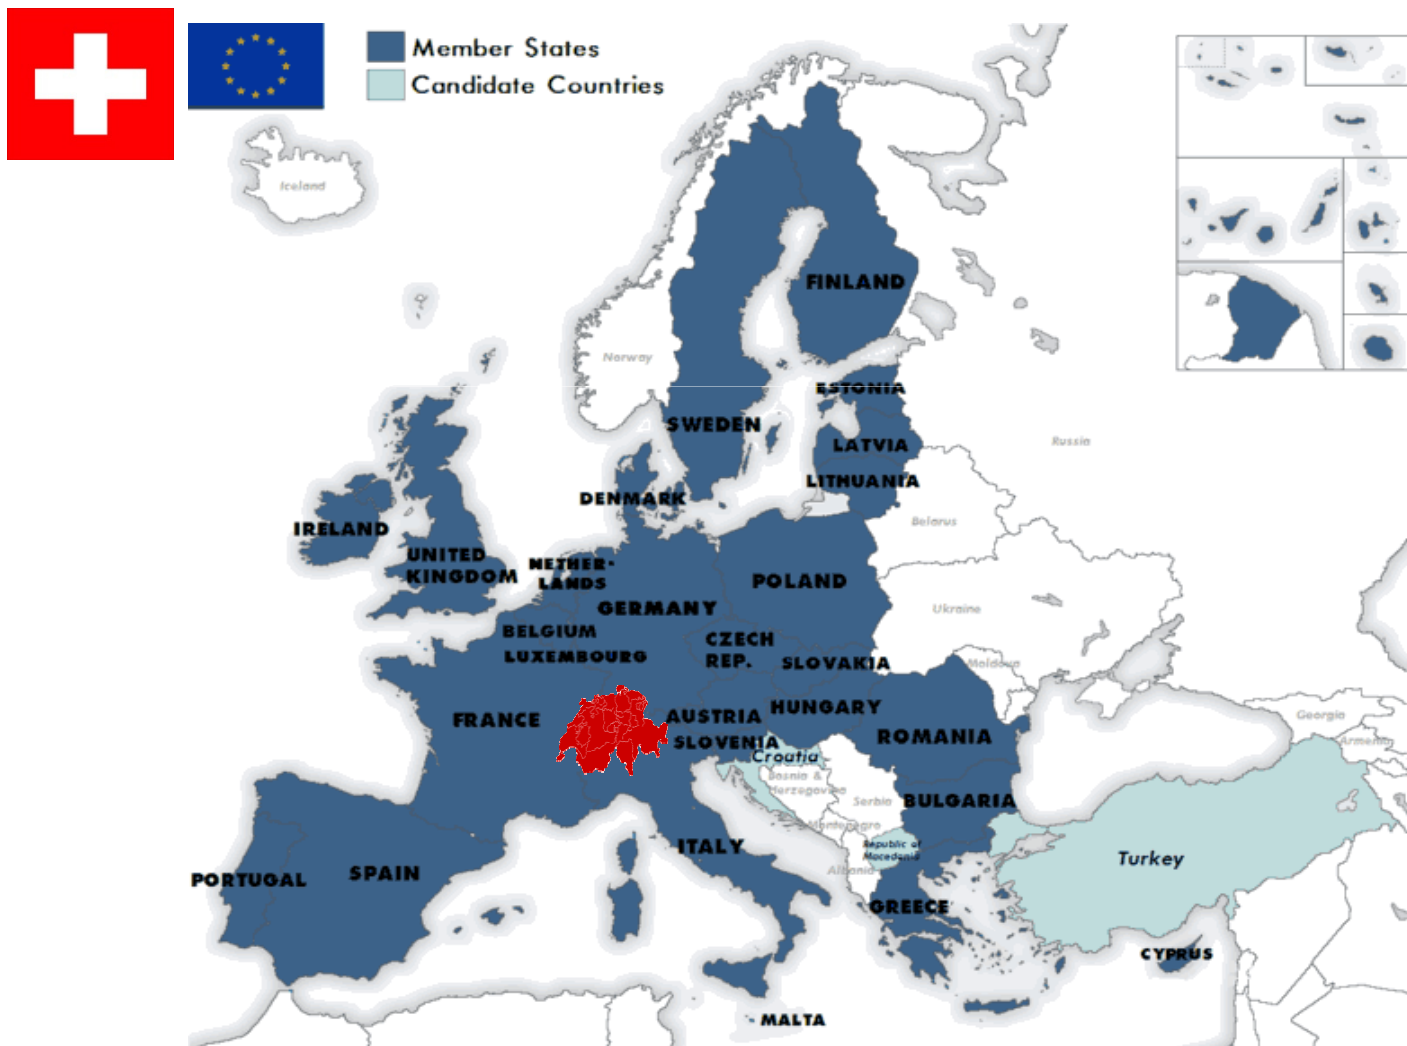 Member States
Candidate Countries
Iceland
FINLAND
Norway
ESTONIA
SWEDEN
Russia
LATVIA
LITHUANIA
DENMARK
Belarus
IRELAND
UNITED
KINGDOM
NETHER-
LANDS
POLAND
GERMANY
Ukraine
BELGIUM
CZECH
REP.
LUXEMBOURG
SLOVAKIA
Moldova
HUNGARY
FRANCE
AUSTRIA
Georgia
SLOVENIA
ROMANIA
Armenia
Croatia
Bosnia &
Herzegovina
Serbia
BULGARIA
Montenegro
ITALY
Republic of
Macedonia
Turkey
Albania
SPAIN
PORTUGAL
GREECE
CYPRUS
MALTA